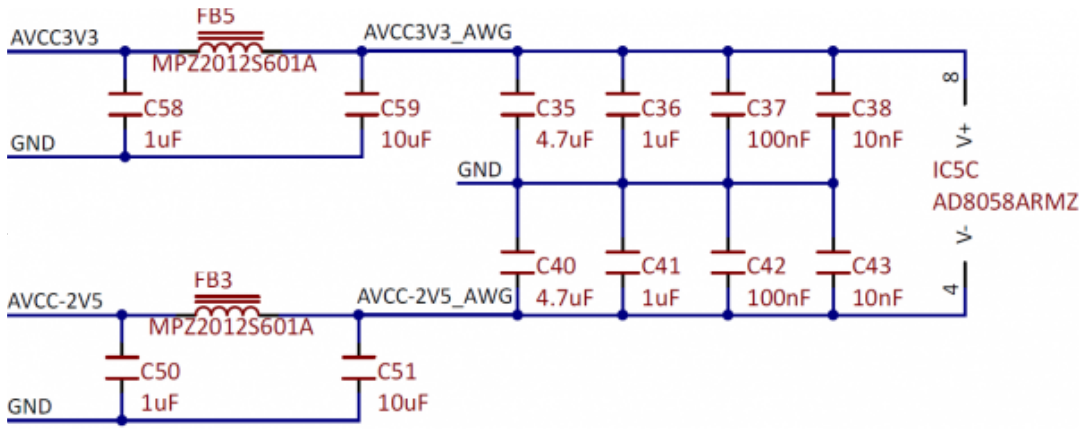 FB5
AVCC3V3
AVCC3V3_AWG
MPZ2012S601A
C58
1uF
C59
10uF
C35
4.7uF
C36
1uF
C37
100nF
C38
10nF
8
V+
GND
GND
IC5C
AD8058ARMZ
V-
4
C40
4.7uF
C41
1uF
C42
100nF
C43
10nF
FB3
AVCC-2V5
AVCC-2V5_AWG
MPZ2012S601A
C50
1uF
C51
10uF
GND